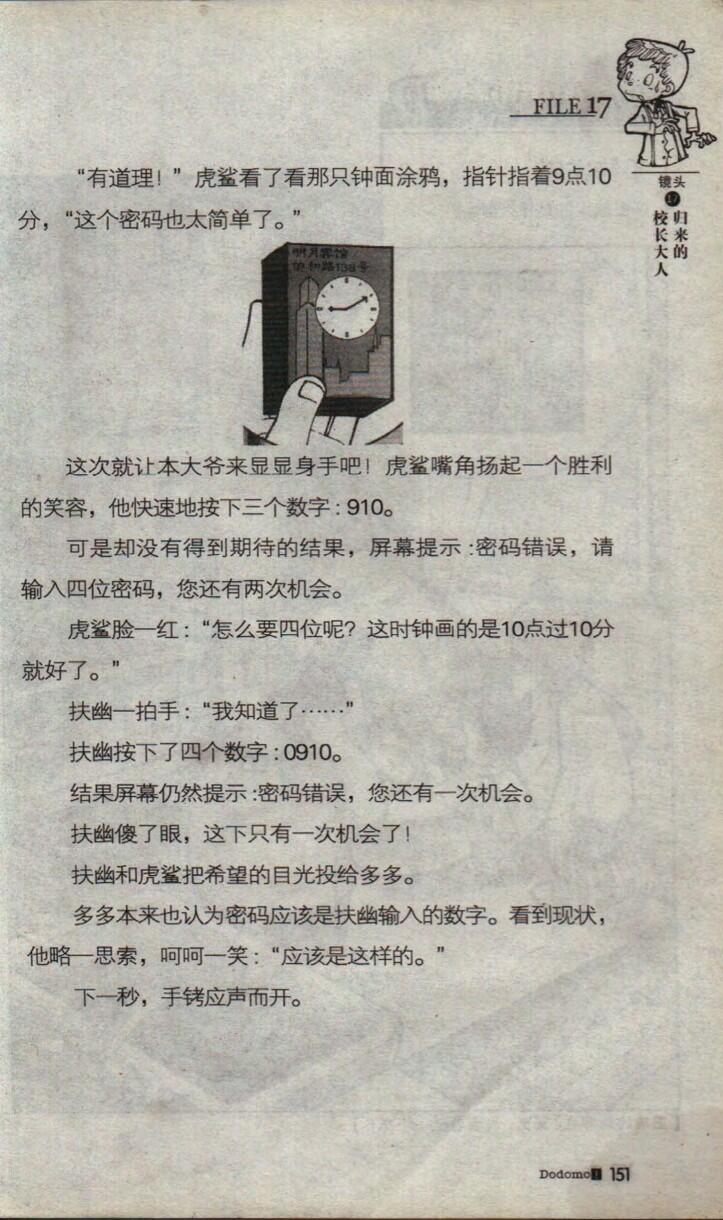 FILE 17
镜头
17
归来的
校长大人
“有道理！”虎鲨看了看那只钟面涂鸦，指针指着9点10
分，“这个密码也太简单了。”
明月宾馆
路138号
这次就让本大爷来显显身手吧！虎鲨嘴角扬起一个胜利
的笑容，他快速地按下三个数字：910。
可是却没有得到期待的结果，屏幕提示：密码错误，请
输入四位密码，您还有两次机会。
虎鲨脸一红：“怎么要四位呢？这时钟画的是10点过10分
就好了。”
扶幽一拍手：“我知道了……”
扶幽按下了四个数字：0910。
结果屏幕仍然提示：密码错误，您还有一次机会。
扶幽傻了眼，这下只有一次机会了！
扶幽和虎鲨把希望的目光投给多多。
多多本来也认为密码应该是扶幽输入的数字。看到现状，
他略一思索，呵呵一笑：“应该是这样的。”
下一秒，手铐应声而开。
Dodomo! 151